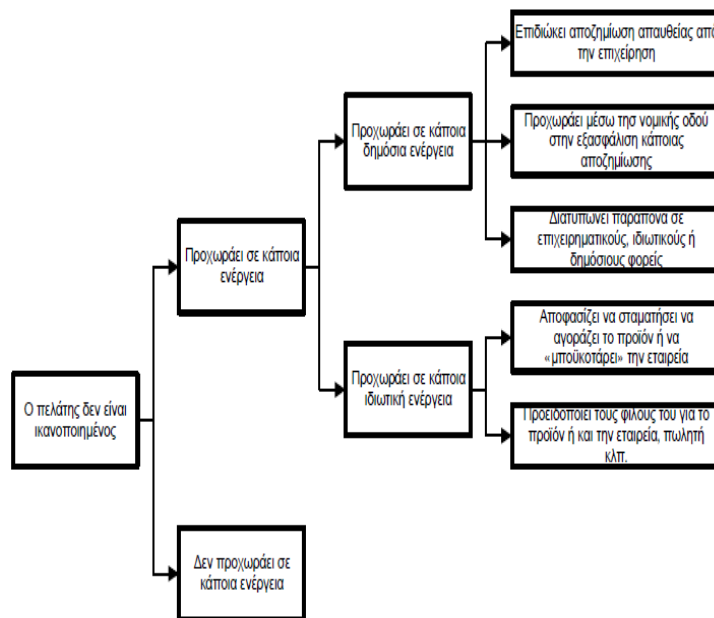 Ο πελάτης δεν είναι
ικανοποιημένος
Προχωράει σε κάποια
ενέργεια
Δεν προχωράει σε
κάποια ενέργεια
Προχωράει σε κάποια
δημόσια ενέργεια
Προχωράει σε κάποια
ιδιωτική ενέργεια
Επιδιώκει αποζημίωση απαυθείας από
την επιχείρηση
Προχωράει μέσω τησ νομικής οδού
στην εξασφάλιση κάποιας
αποζημίωσης
Διατυπώνει παράπονα σε
επιχειρηματικούς, ιδιωτικούς ή
δημόσιους φορείς
Αποφασίζει να σταματήσει να
αγοράζει το προϊόν ή να
«μποϋκοτάρει» την εταιρεία
Προειδοποιεί τους φίλους του για το
προϊόν ή και την εταιρεία, πωλητή
κλπ.